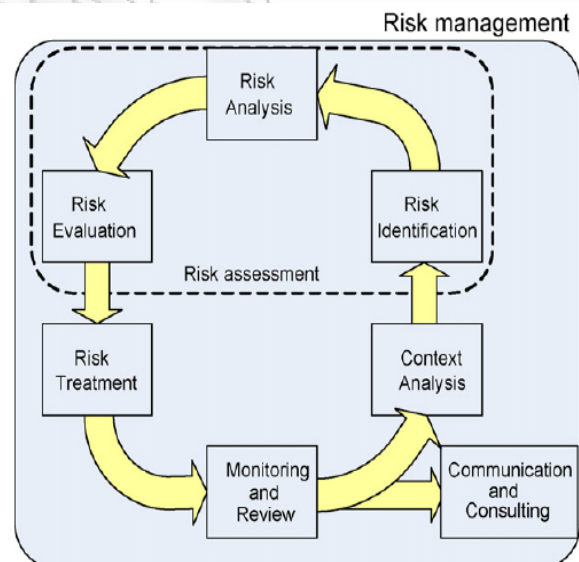 Risk management
Risk
Analysis
Risk
Evaluation
Risk
Identification
Risk assessment
Risk
Treatment
Context
Analysis
Monitoring
and
Review
Communication
and
Consulting